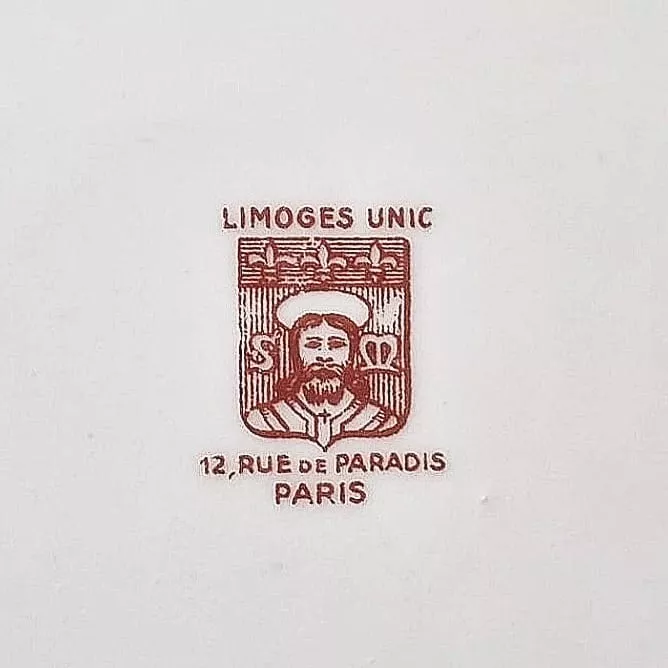 LIMOGES UNIC
S M
12, RUE DE PARADIS
PARIS